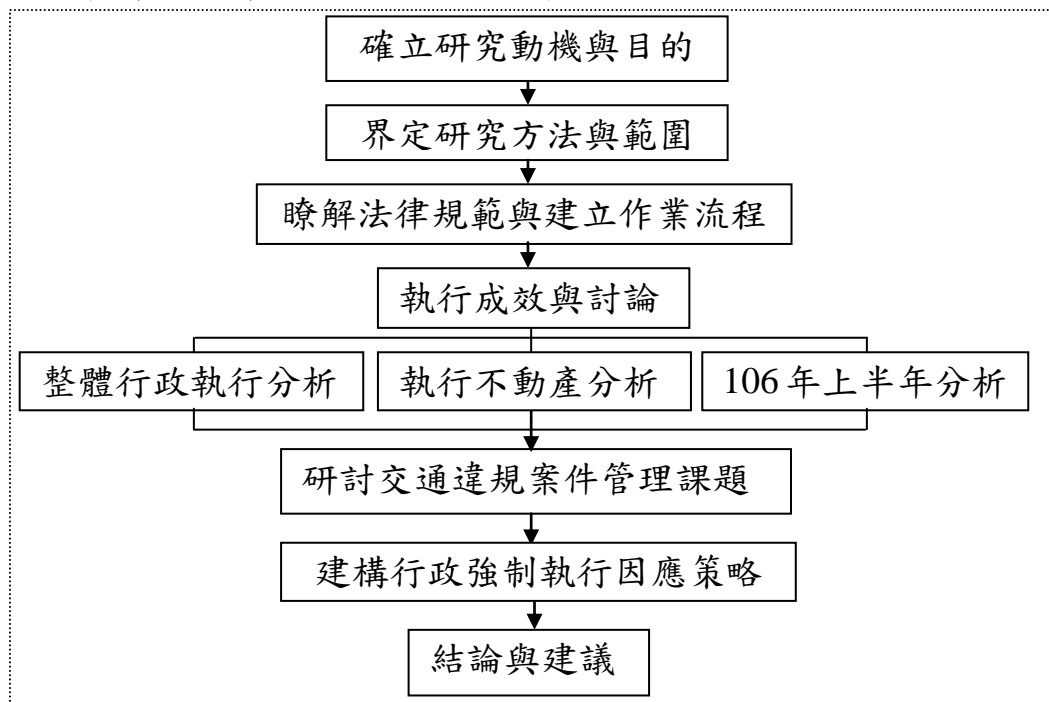 確立研究動機與目的
界定研究方法與範圍
瞭解法律規範與建立作業流程
執行成效與討論
整體行政執行分析
執行不動產分析
106年上半年分析
研討交通違規案件管理課題
建構行政強制執行因應策略
結論與建議